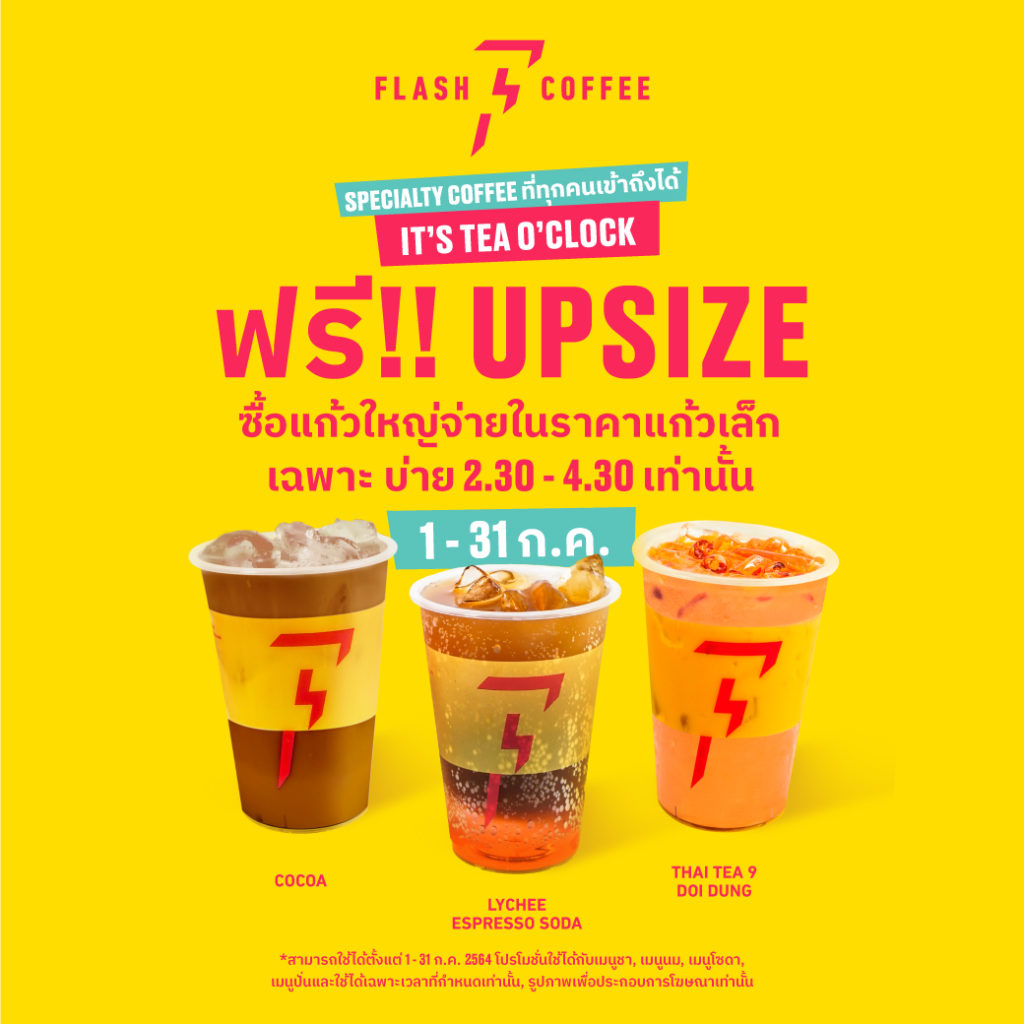 FLASH COFFEE
SPECIALTY COFFEE ที่ทุกคนเข้าถึงได้
IT'S TEA O'CLOCK
ฟรี!! UPSIZE
ซื้อแก้วใหญ่จ่ายในราคาแก้วเล็ก
เฉพาะ บ่าย 2.30 - 4.30 เท่านั้น
1 - 31 ก.ค.
COCOA
LYCHEE
ESPRESSO SODA
THAI TEA 9
DOI DUNG
*สามารถใช้ได้ตั้งแต่ 1 - 31 ก.ค. 2564 โปรโมชั่นใช้ได้กับเมนูชา, เมนูนม, เมนูโซดา,
เมนูปั่นและใช้ได้เฉพาะเวลาที่กำหนดเท่านั้น, รูปภาพเพื่อประกอบการโฆษณาเท่านั้น